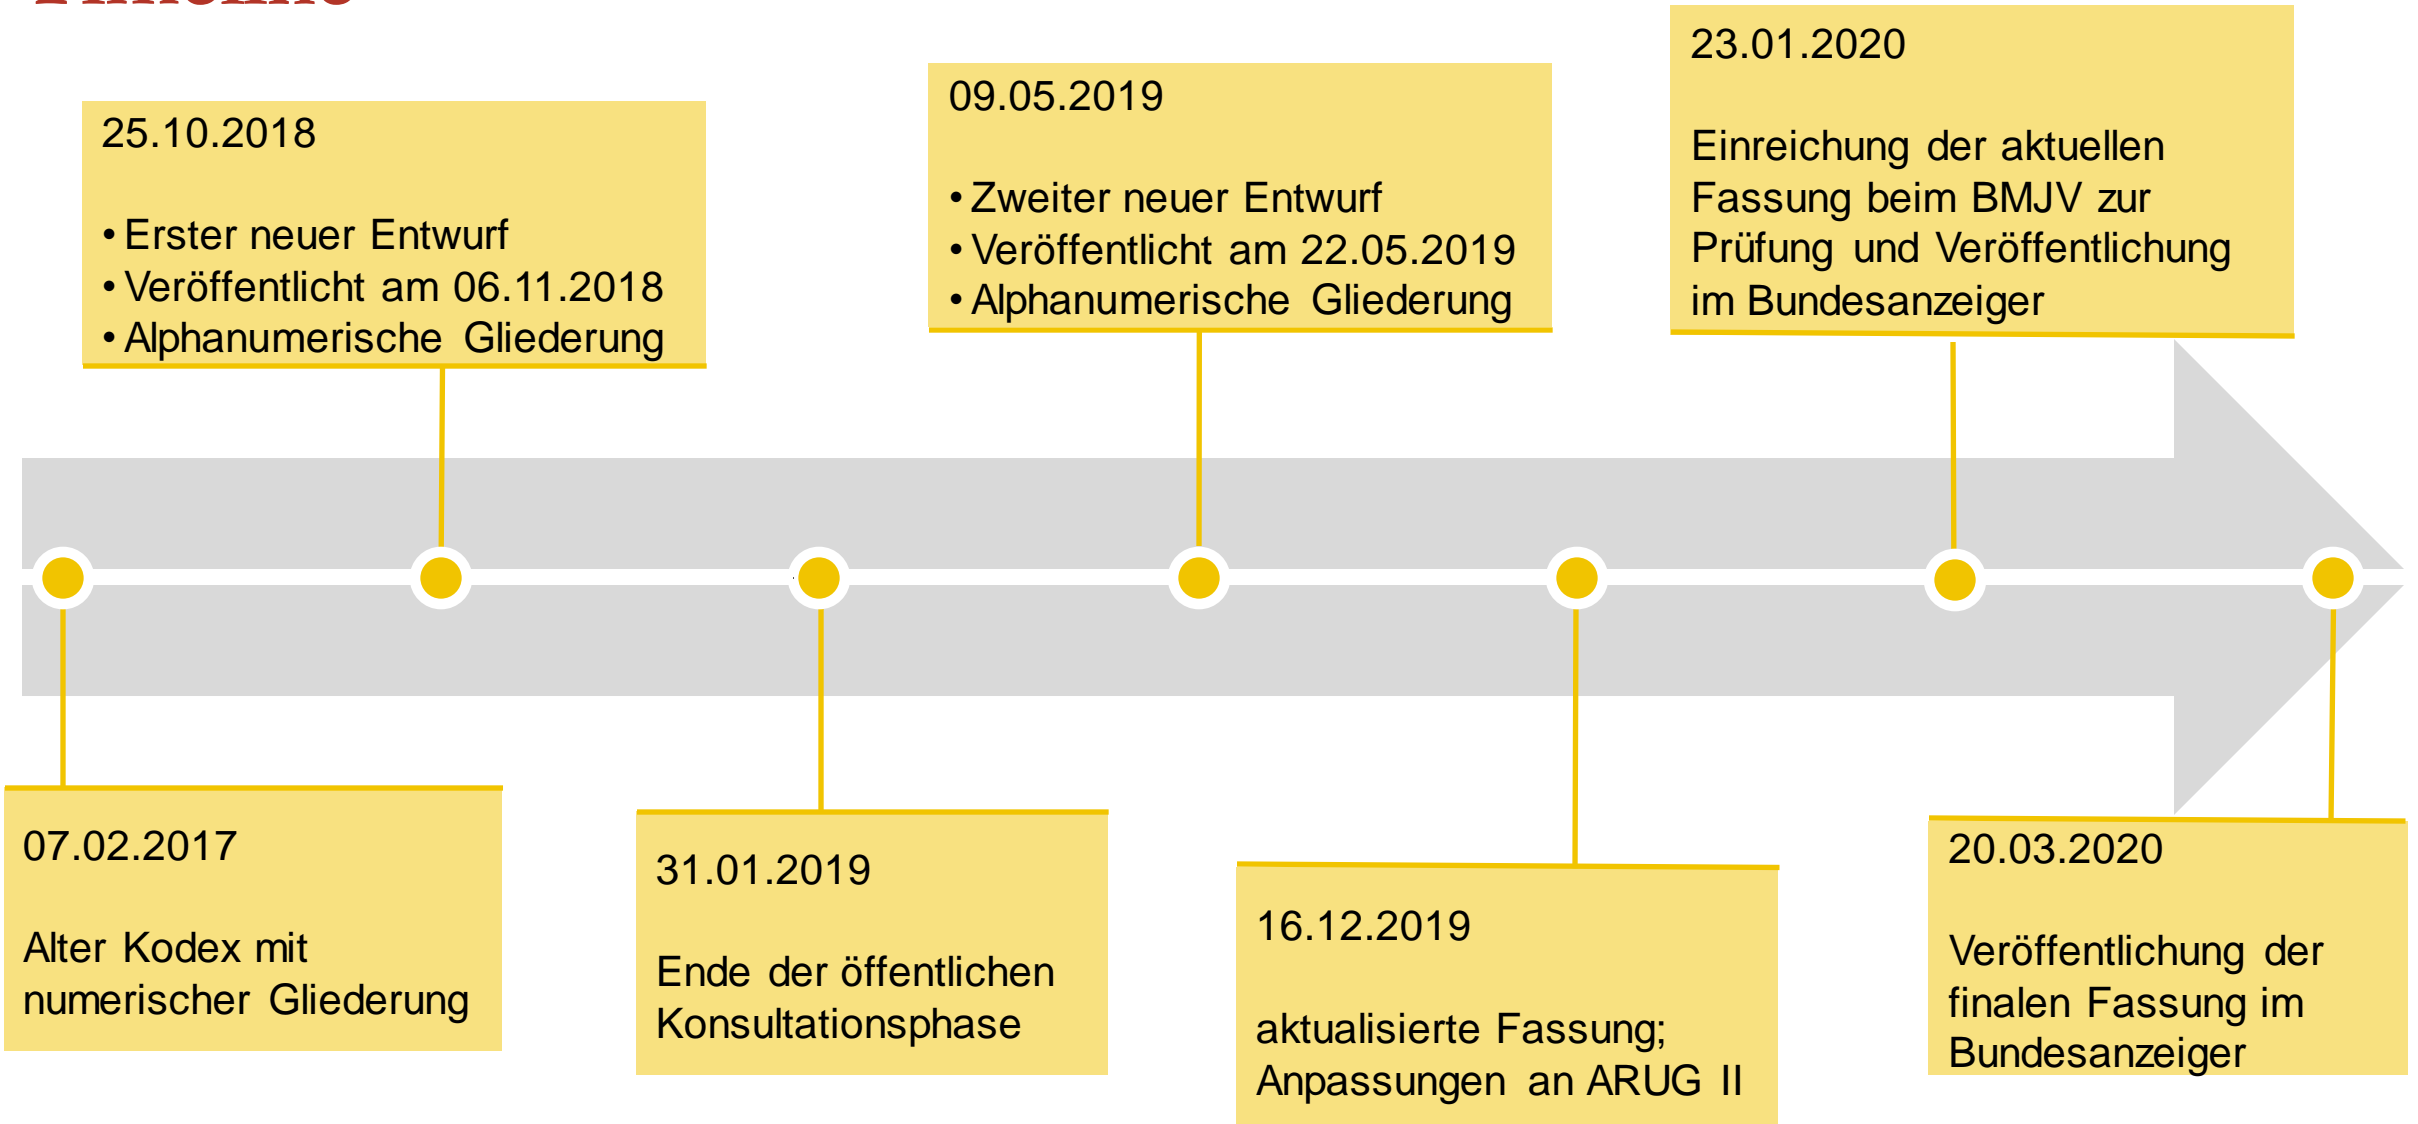 25.10.2018
• Erster neuer Entwurf
• Veröffentlicht am 06.11.2018
• Alphanumerische Gliederung
09.05.2019
• Zweiter neuer Entwurf
• Veröffentlicht am 22.05.2019
• Alphanumerische Gliederung
23.01.2020
Einreichung der aktuellen
Fassung beim BMJV zur
Prüfung und Veröffentlichung
im Bundesanzeiger
07.02.2017
Alter Kodex mit
numerischer Gliederung
31.01.2019
Ende der öffentlichen
Konsultationsphase
16.12.2019
aktualisierte Fassung;
Anpassungen an ARUG II
20.03.2020
Veröffentlichung der
finalen Fassung im
Bundesanzeiger